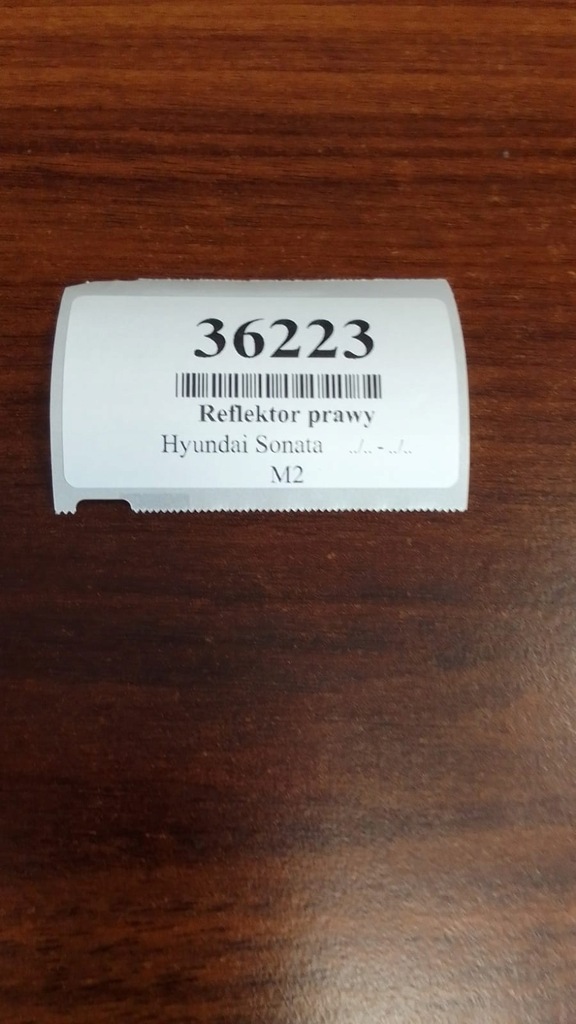 36223
Reflektor prawy
Hyundai Sonata ../.. - ../..
M2